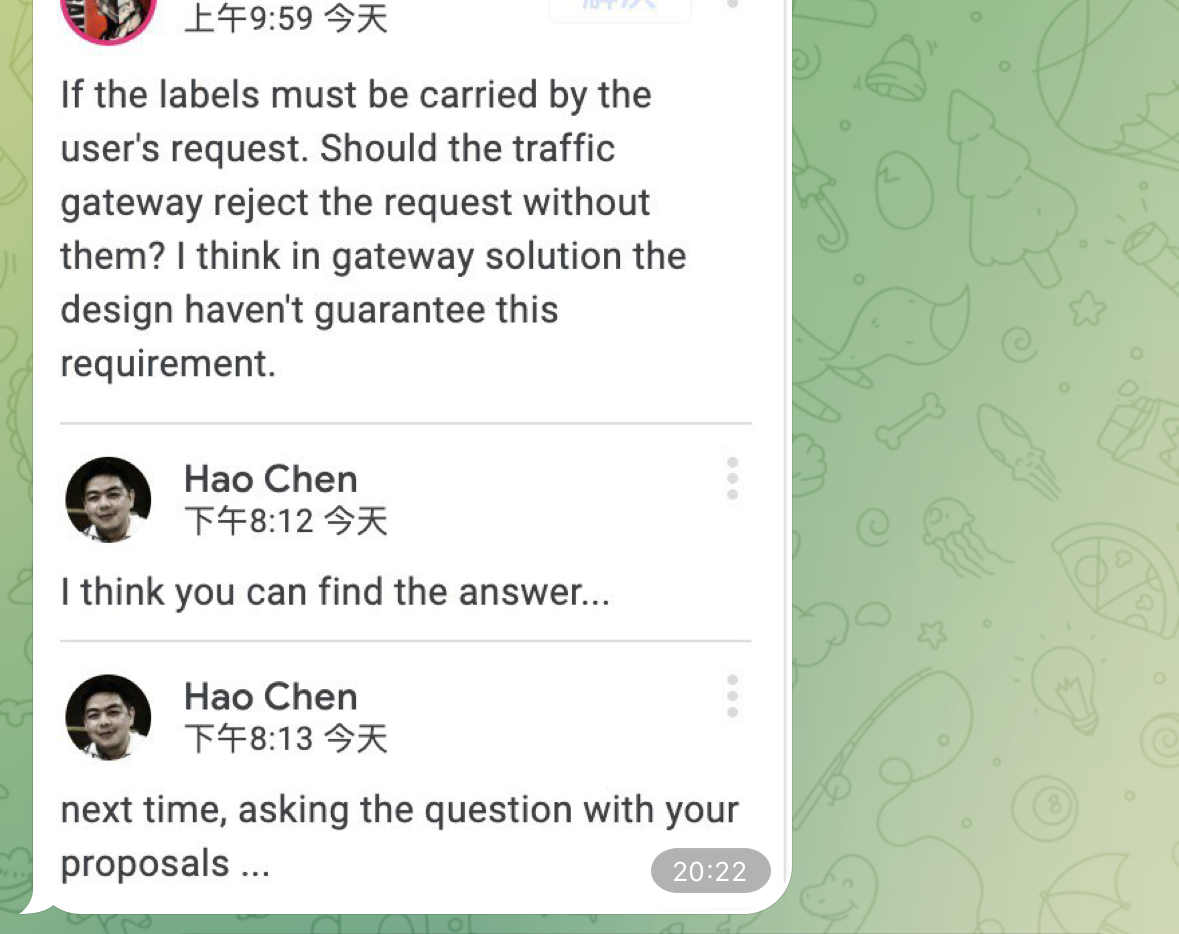 上午9:59 今天
解决
If the labels must be carried by the
user's request. Should the traffic
gateway reject the request without
them? I think in gateway solution the
design haven't guarantee this
requirement.
Hao Chen
下午8:12 今天
I think you can find the answer...
Hao Chen
下午8:13 今天
next time, asking the question with your
proposals ...
20:22
8